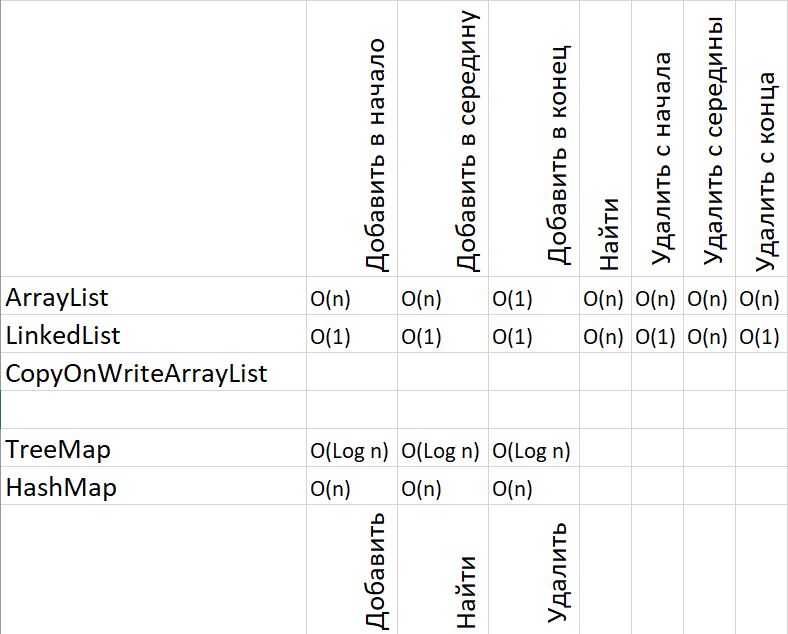 Добавить в начало
Добавить в середину
Добавить в конец
Найти
Удалить с начала
Удалить с середины
Удалить с конца
ArrayList O(n) O(n) O(1) O(n) O(n) O(n) O(n)
LinkedList O(1) O(1) O(1) O(n) O(1) O(n) O(1)
CopyOnWriteArrayList
TreeMap O(Log n) O(Log n) O(Log n)
HashMap O(n) O(n) O(n)
Добавить
Найти
Удалить